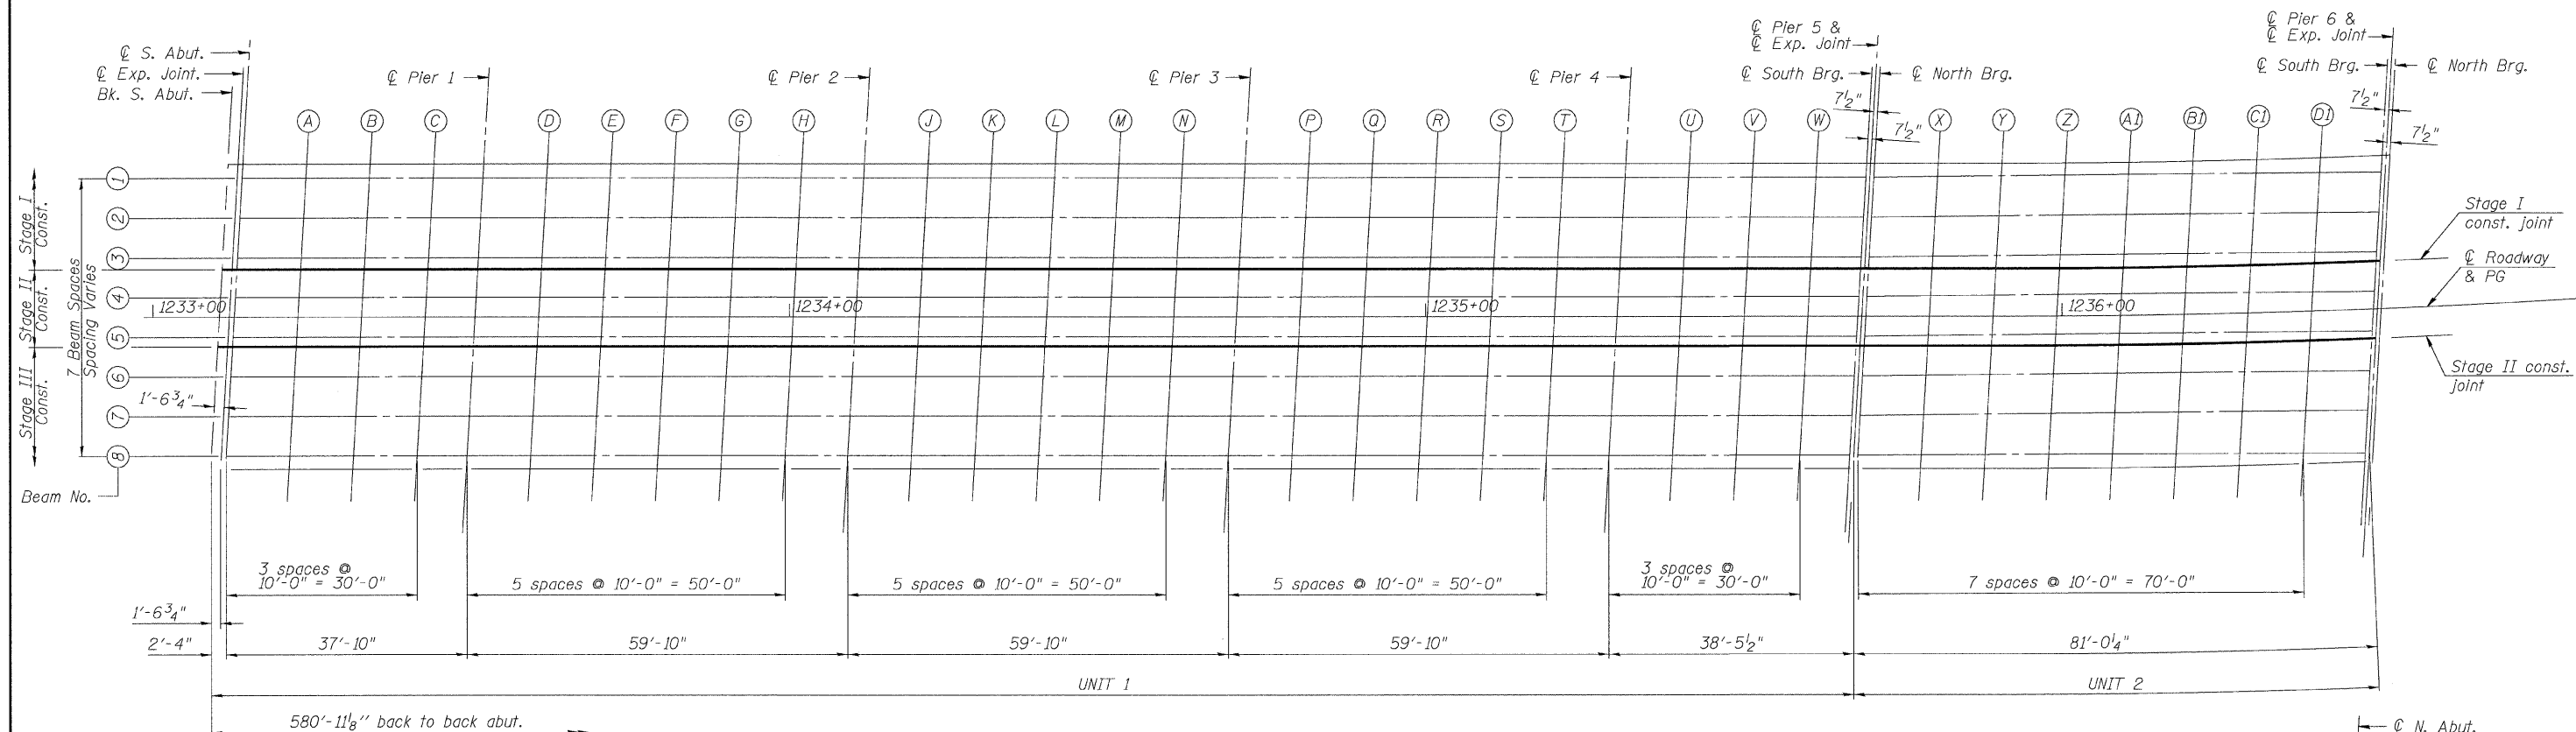 ℄ S. Abut.
℄ Exp. Joint.
Bk. S. Abut.
℄ Pier 1
℄ Pier 2
℄ Pier 3
℄ Pier 4
℄ Pier 5 &
℄ Exp. Joint
℄ South Brg.
℄ North Brg.
7½"
7½"
℄ Pier 6 &
℄ Exp. Joint
℄ South Brg.
℄ North Brg.
7½"
7½"
A B C D E F G H J K L M N P Q R S T U V W X Y Z A1 B1 C1 D1
1
2
3
4
5
6
7
8
Stage I
Const.
Stage II
Const.
Stage III
Const.
7 Beam Spaces
Spacing Varies
1233+00
1234+00
1235+00
1236+00
Stage I
const. joint
℄ Roadway
& PG
Stage II const.
joint
1'-6¾"
Beam No.
3 spaces @
10'-0" = 30'-0"
5 spaces @ 10'-0" = 50'-0"
5 spaces @ 10'-0" = 50'-0"
5 spaces @ 10'-0" = 50'-0"
3 spaces @
10'-0" = 30'-0"
7 spaces @ 10'-0" = 70'-0"
1'-6¾"
2'-4"
37'-10"
59'-10"
59'-10"
59'-10"
38'-5½"
81'-0¼"
UNIT 1
UNIT 2
580'-11⅛" back to back abut.
℄ N. Abut.